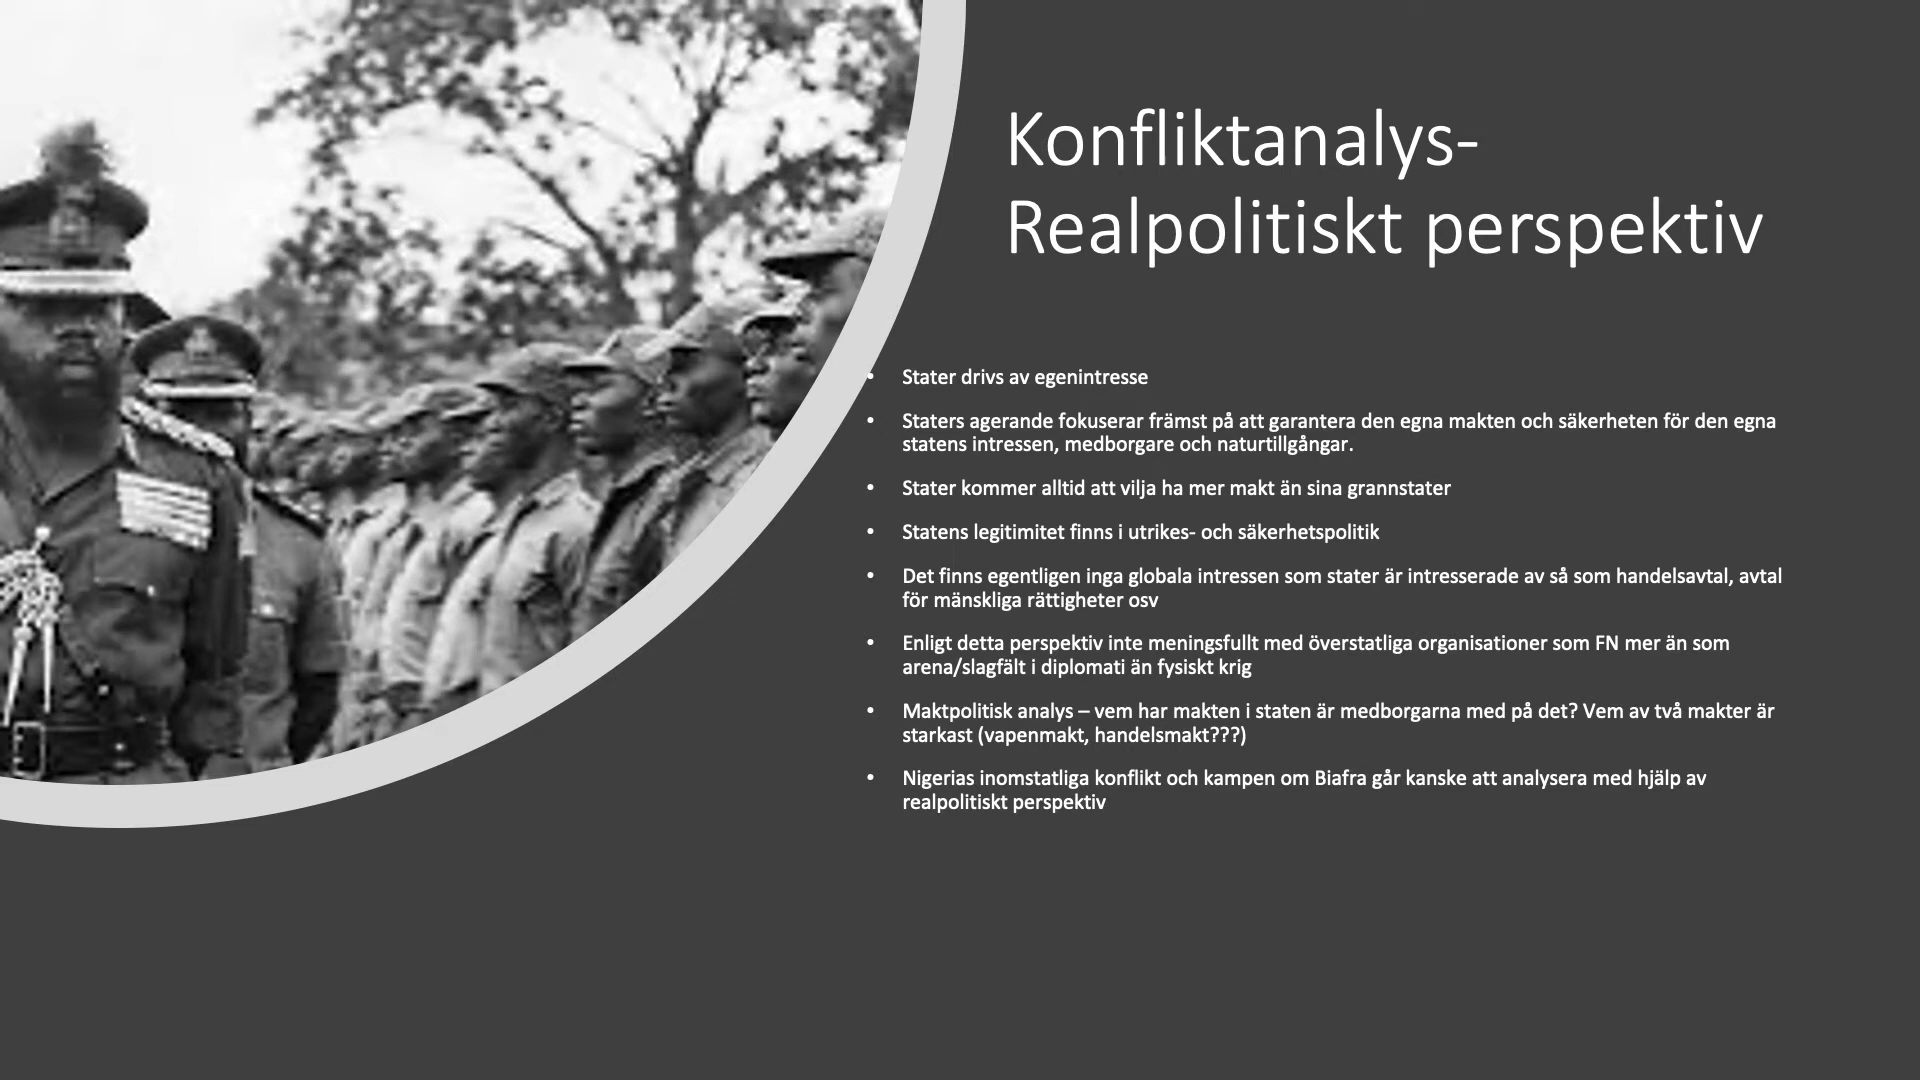 Konfliktanalys-
Realpolitiskt perspektiv
• Stater drivs av egenintresse
• Staters agerande fokuserar främst på att garantera den egna makten och säkerheten för den egna
statens intressen, medborgare och naturtillgångar.
• Stater kommer alltid att vilja ha mer makt än sina grannstater
• Statens legitimitet finns i utrikes- och säkerhetspolitik
• Det finns egentligen inga globala intressen som stater är intresserade av så som handelsavtal, avtal
för mänskliga rättigheter osv
• Enligt detta perspektiv inte meningsfullt med överstatliga organisationer som FN mer än som
arena/slagfält i diplomati än fysiskt krig
• Maktpolitisk analys – vem har makten i staten är medborgarna med på det? Vem av två makter är
starkast (vapenmakt, handelsmakt???)
• Nigerias inomstatliga konflikt och kampen om Biafra går kanske att analysera med hjälp av
realpolitiskt perspektiv